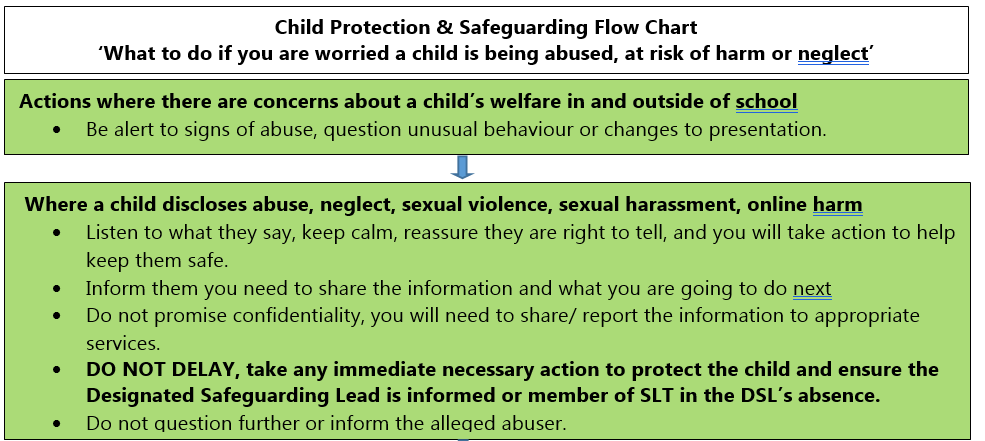 Child Protection & Safeguarding Flow Chart
‘What to do if you are worried a child is being abused, at risk of harm or neglect’
Actions where there are concerns about a child´s welfare in and outside of school
• Be alert to signs of abuse, question unusual behaviour or changes to presentation.
Where a child discloses abuse, neglect, sexual violence, sexual harassment, online harm
• Listen to what they say, keep calm, reassure they are right to tell, and you will take action to help
keep them safe.
• Inform them you need to share the information and what you are going to do next
• Do not promise confidentiality, you will need to share/ report the information to appropriate
services.
• DO NOT DELAY, take any immediate necessary action to protect the child and ensure the
Designated Safeguarding Lead is informed or member of SLT in the DSL´s absence.
• Do not question further or inform the alleged abuser.